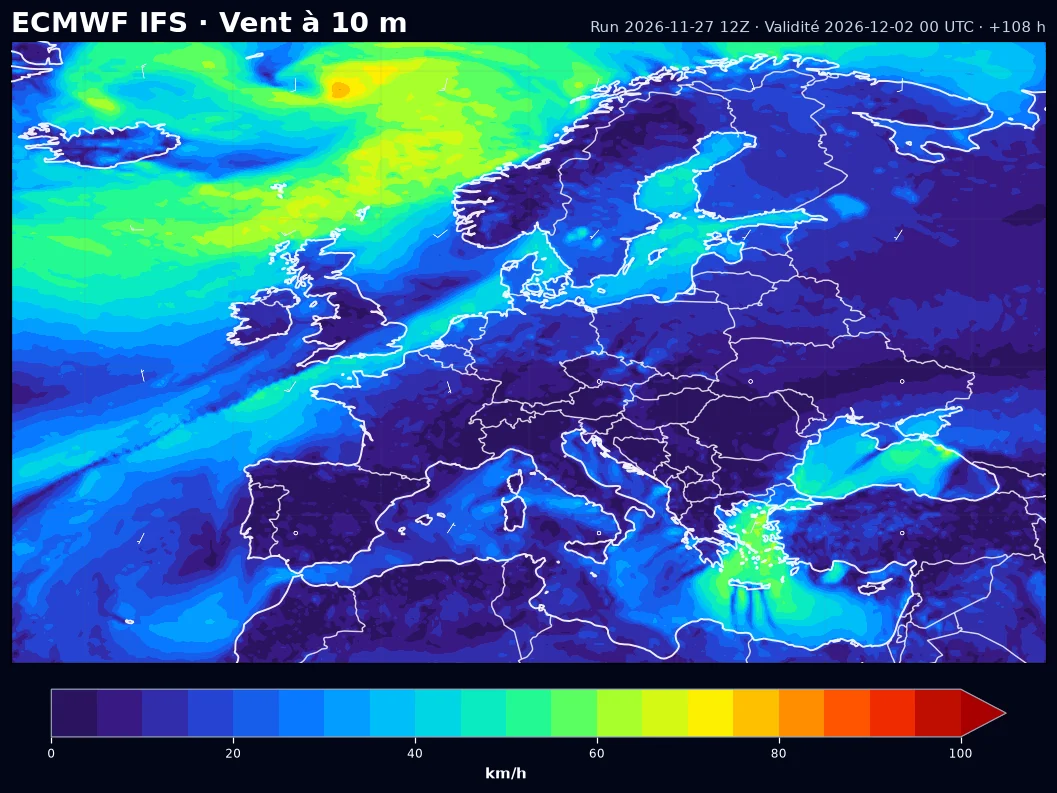 ECMWF IFS · Vent à 10 m
Run 2026-11-27 12Z · Validité 2026-12-02 00 UTC · +108 h
0 20 40 60 80 100
km/h